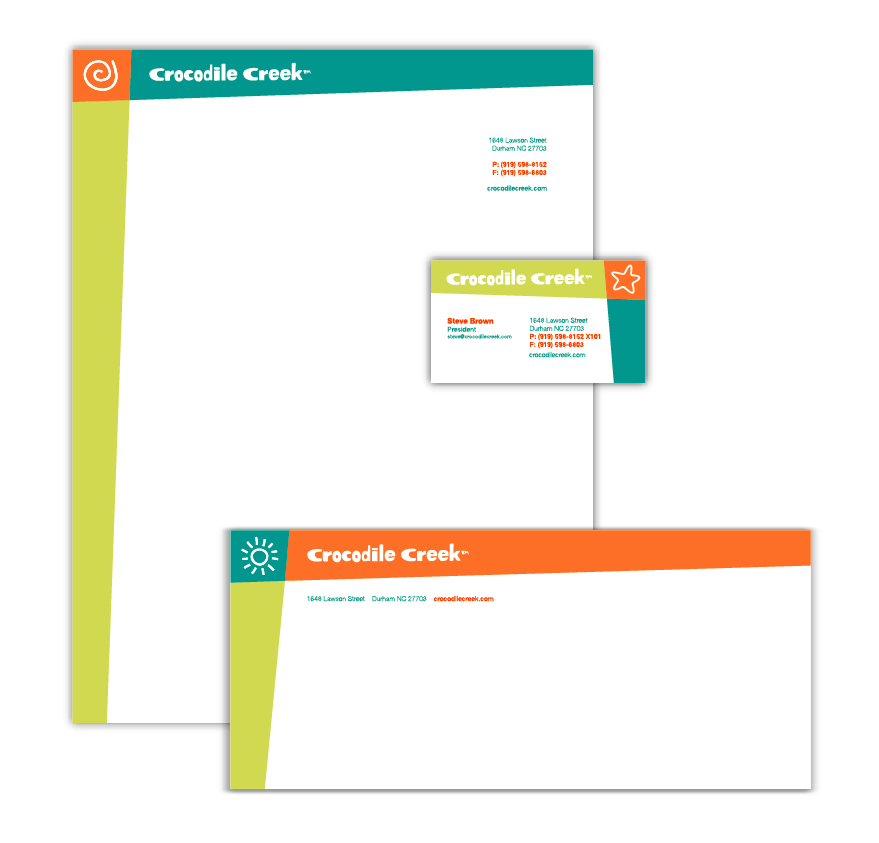 Crocodile Creek™
1648 Lawson Street
Durham NC 27703
P: (919) 598-8152
F: (919) 598-8803
crocodilecreek.com
Crocodile Creek™
Steve Brown
President
steve@crocodilecreek.com
1648 Lawson Street
Durham NC 27703
P: (919) 598-8152 X101
F: (919) 598-8803
crocodilecreek.com
Crocodile Creek™
1648 Lawson Street Durham NC 27703 crocodilecreek.com